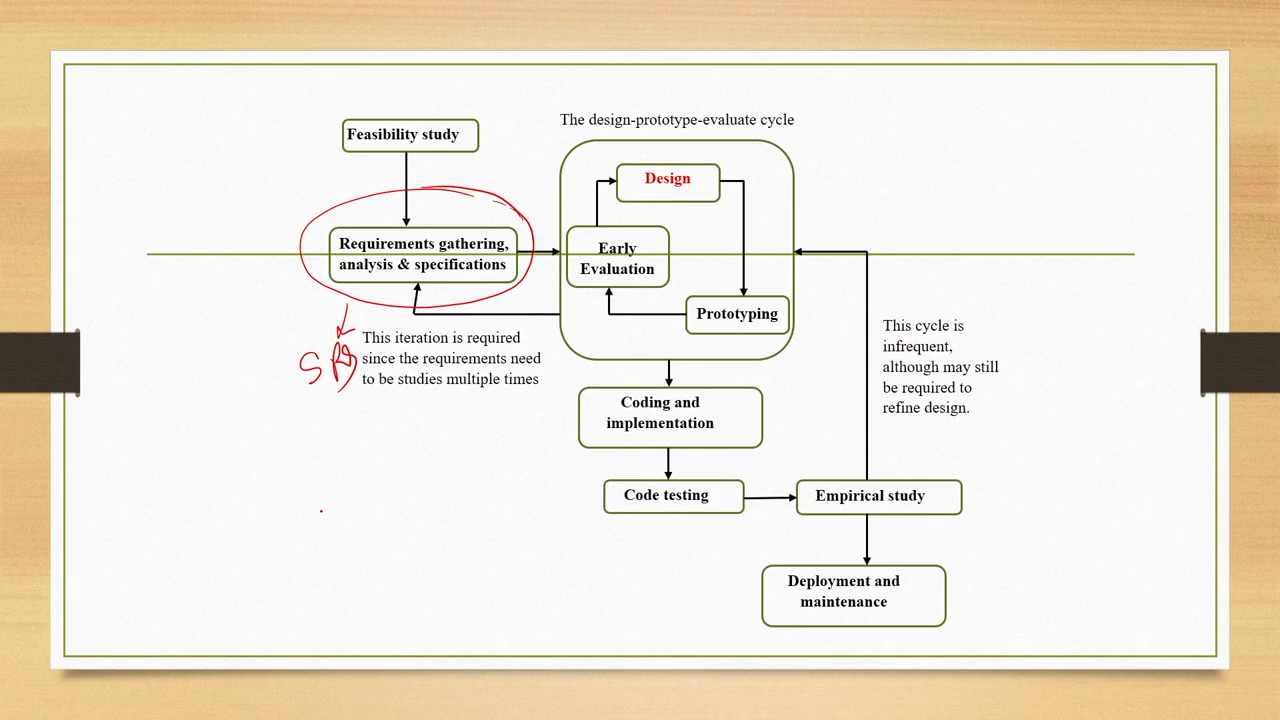 The design-prototype-evaluate cycle
Feasibility study
Design
Requirements gathering,
analysis & specifications
Early
Evaluation
Prototyping
This iteration is required
since the requirements need
to be studies multiple times
This cycle is
infrequent,
although may still
be required to
refine design.
Coding and
implementation
Code testing
Empirical study
Deployment and
maintenance